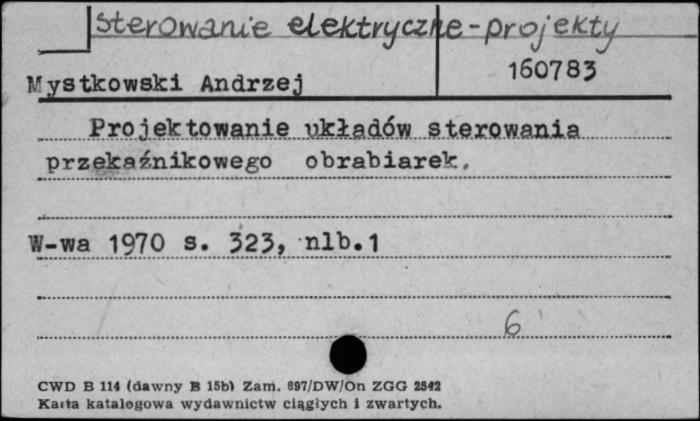 Sterowanie elektryczne - projekty
Mystkowski Andrzej
160783
Projektowanie układów sterowania
przekaźnikowego obrabiarek.
W-wa 1970 s. 323, nlb.1
6
CWD B 114 (dawny B 15b) Zam. 897/DW/On ZGG 2542
Karta katalogowa wydawnictw ciągłych i zwartych.